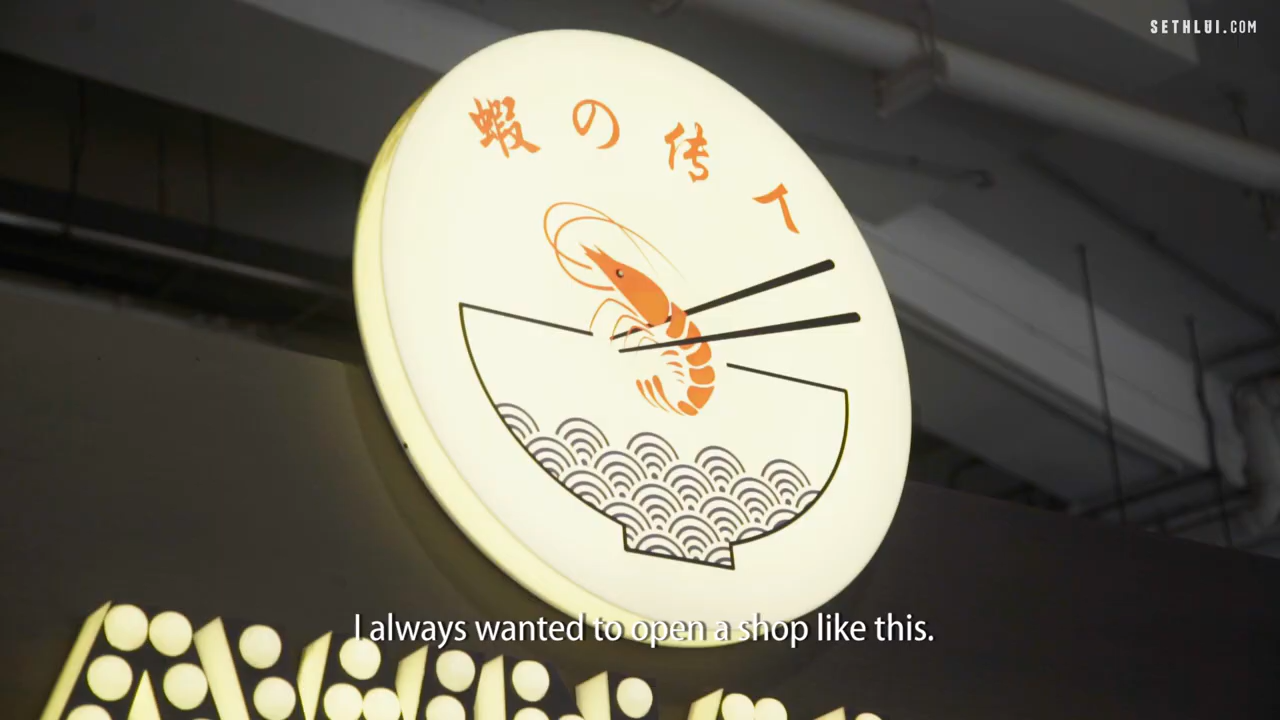 SETHLUI.COM
蝦の传人
I always wanted to open a shop like this.